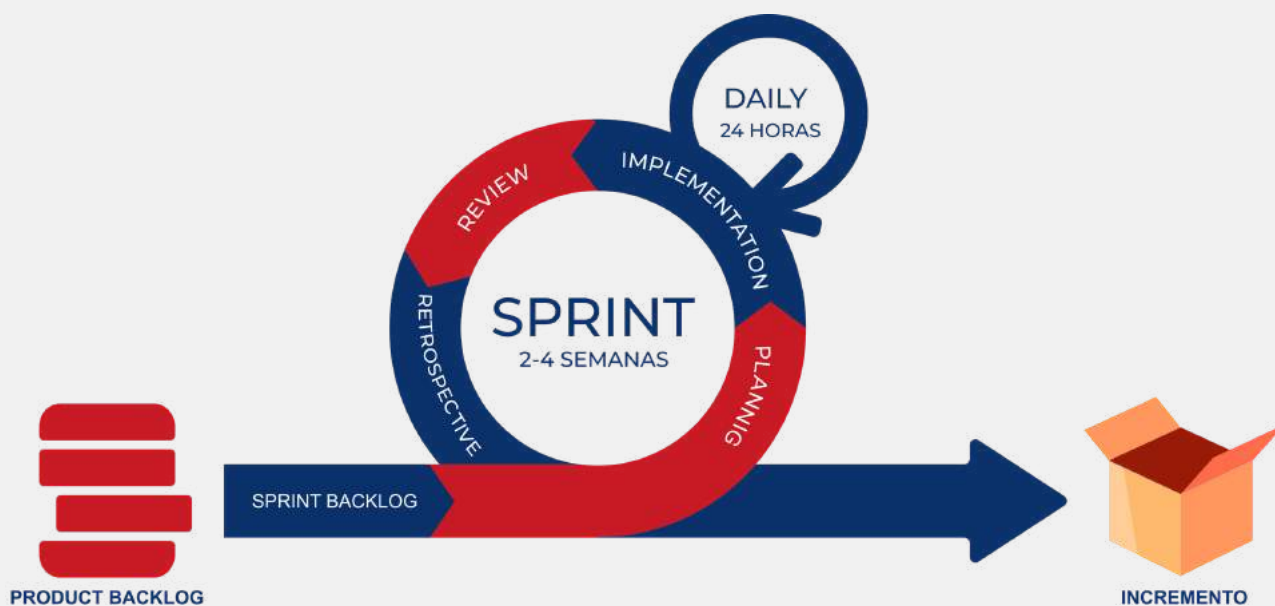 DAILY
24 HORAS
IMPLEMENTATION
REVIEW
SPRINT
2-4 SEMANAS
RETROSPECTIVE
PLANNIG
SPRINT BACKLOG
PRODUCT BACKLOG
INCREMENTO